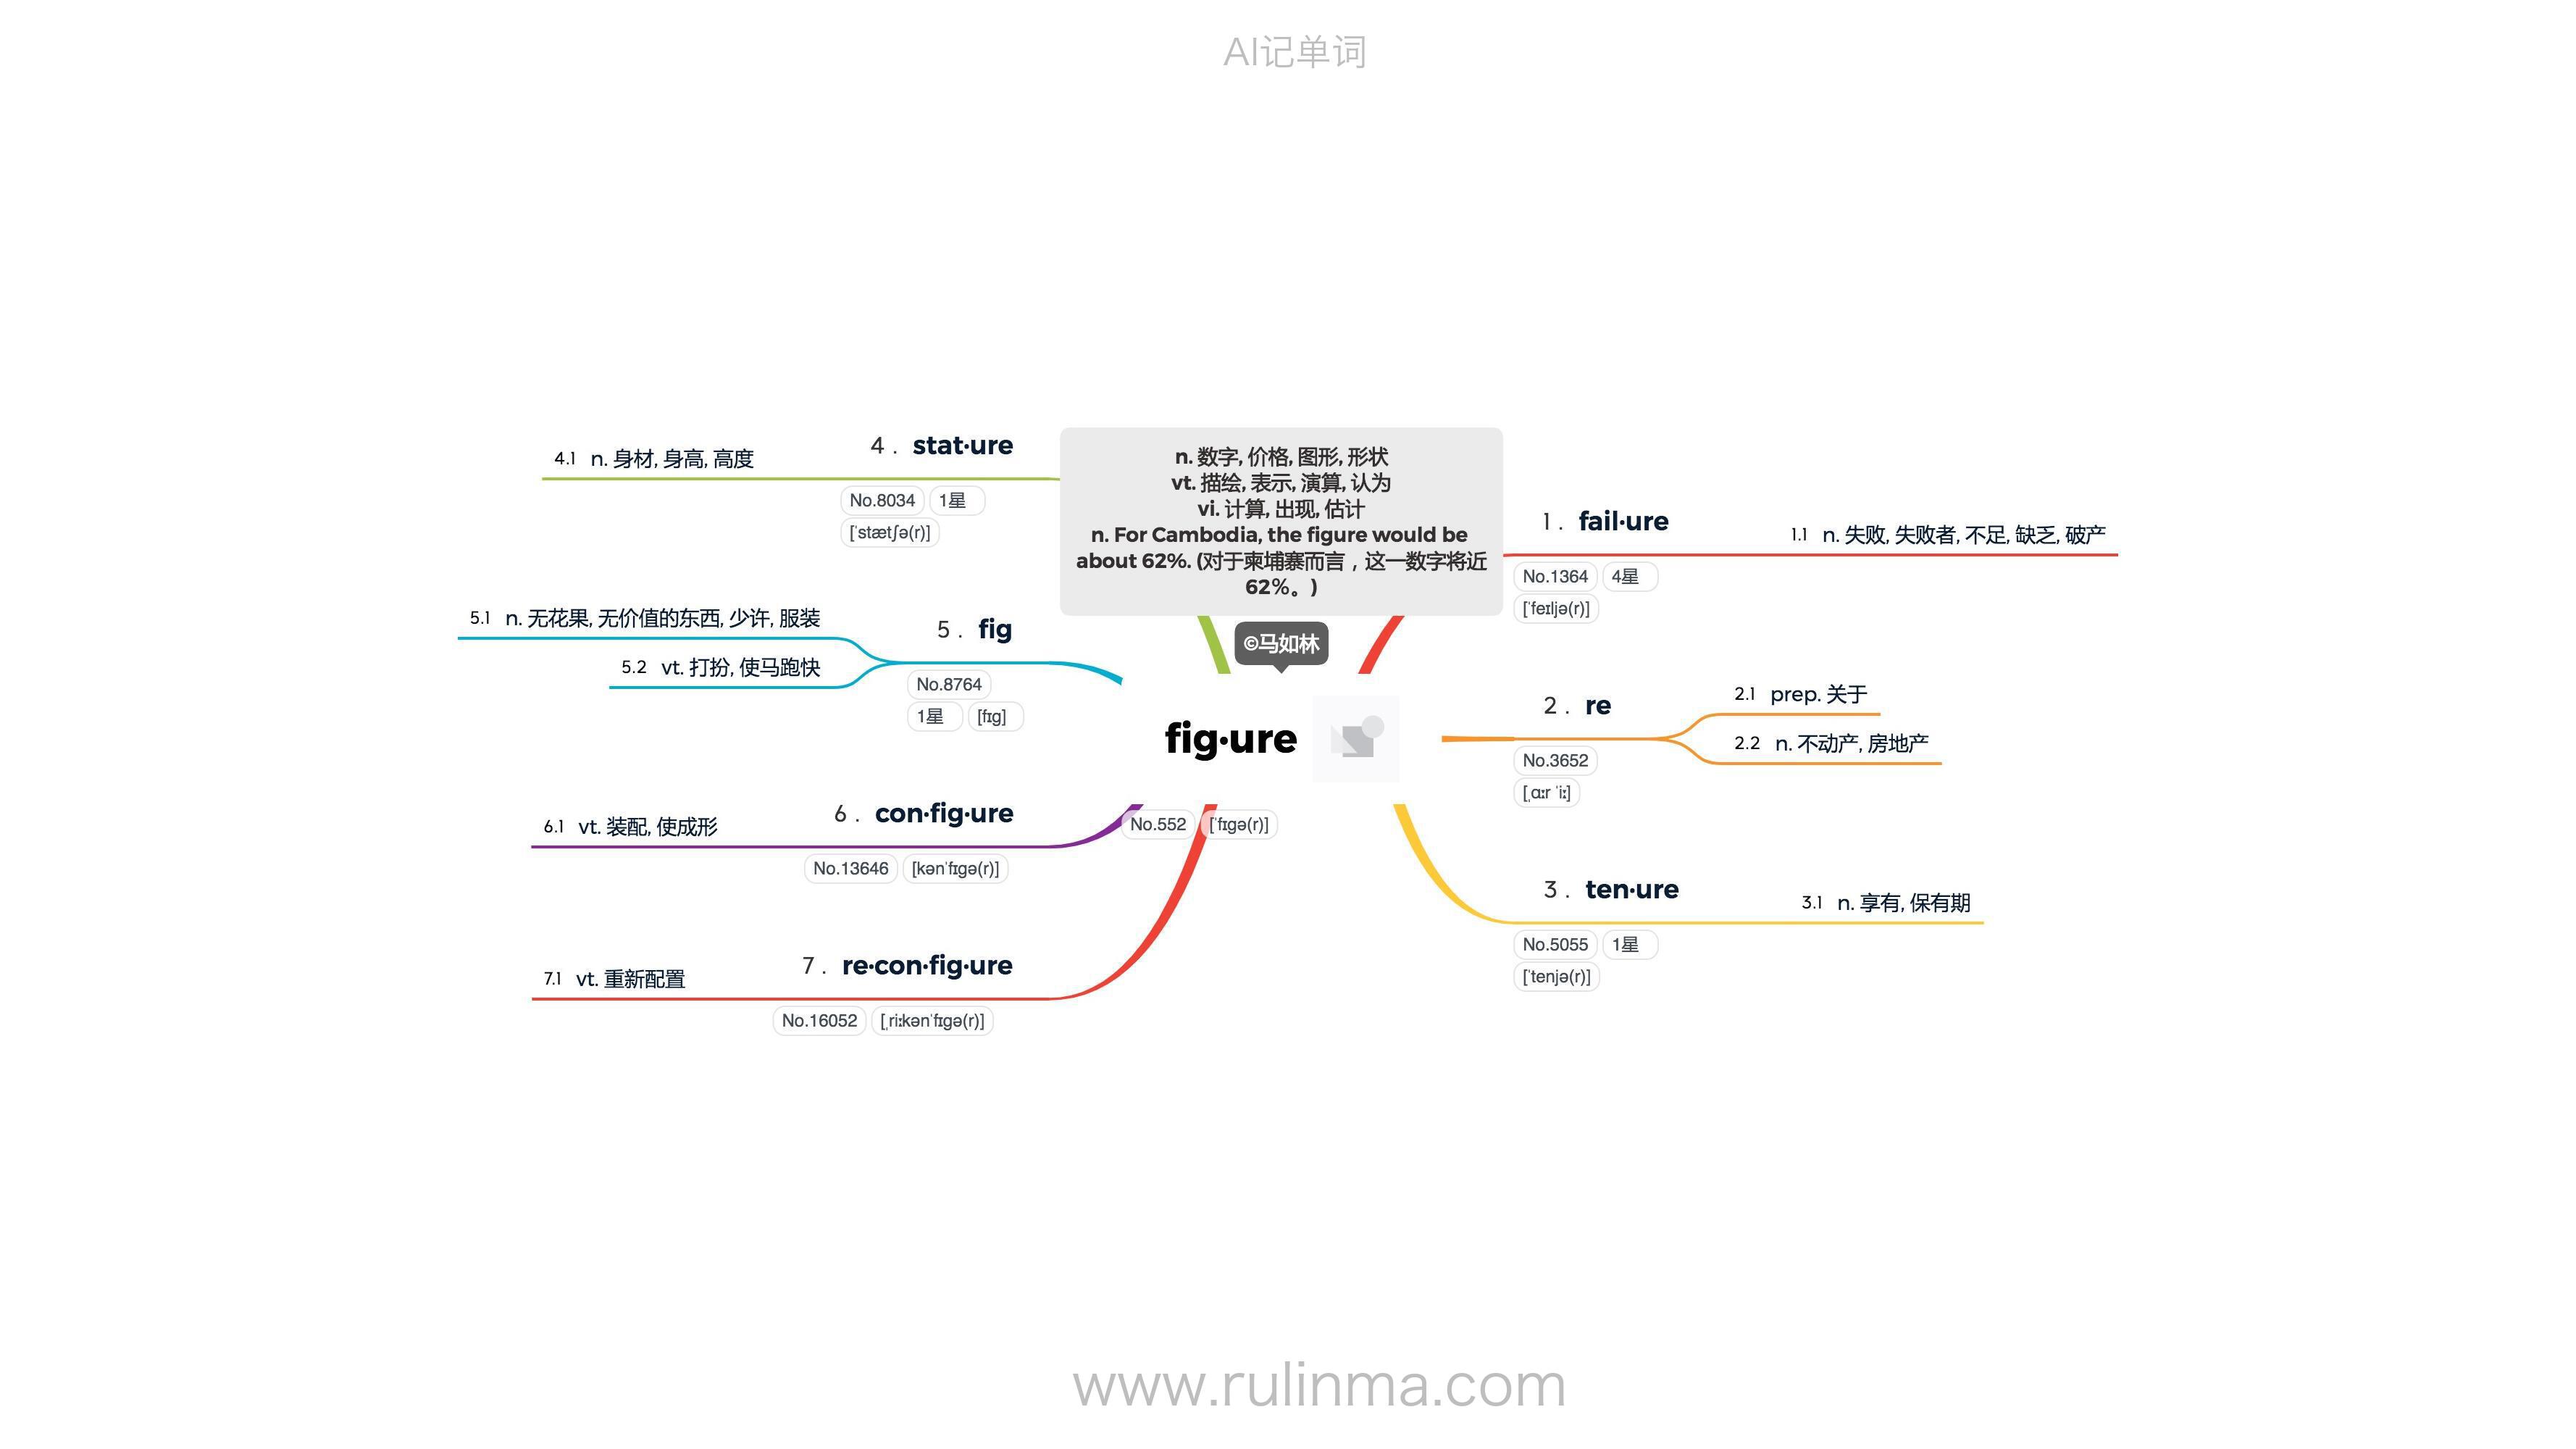 AI记单词
n. 数字, 价格, 图形, 形状
vt. 描绘, 表示, 演算, 认为
vi. 计算, 出现, 估计
n. For Cambodia, the figure would be
about 62%. (对于柬埔寨而言，这一数字将近
62%。)
©马如林
fig·ure
No.552 [ˈfɪgə(r)]
1. fail·ure
No.1364 4星
[ˈfeɪljə(r)]
1.1 n. 失败, 失败者, 不足, 缺乏, 破产
2. re
No.3652
[ˌɑːr ˈiː]
2.1 prep. 关于
2.2 n. 不动产, 房地产
3. ten·ure
No.5055 1星
[ˈtenjə(r)]
3.1 n. 享有, 保有期
4. stat·ure
No.8034 1星
[ˈstætʃə(r)]
4.1 n. 身材, 身高, 高度
5. fig
No.8764
1星 [fɪg]
5.1 n. 无花果, 无价值的东西, 少许, 服装
5.2 vt. 打扮, 使马跑快
6. con·fig·ure
No.13646 [kənˈfɪgə(r)]
6.1 vt. 装配, 使成形
7. re·con·fig·ure
No.16052 [ˌriːkənˈfɪgə(r)]
7.1 vt. 重新配置
www.rulinma.com